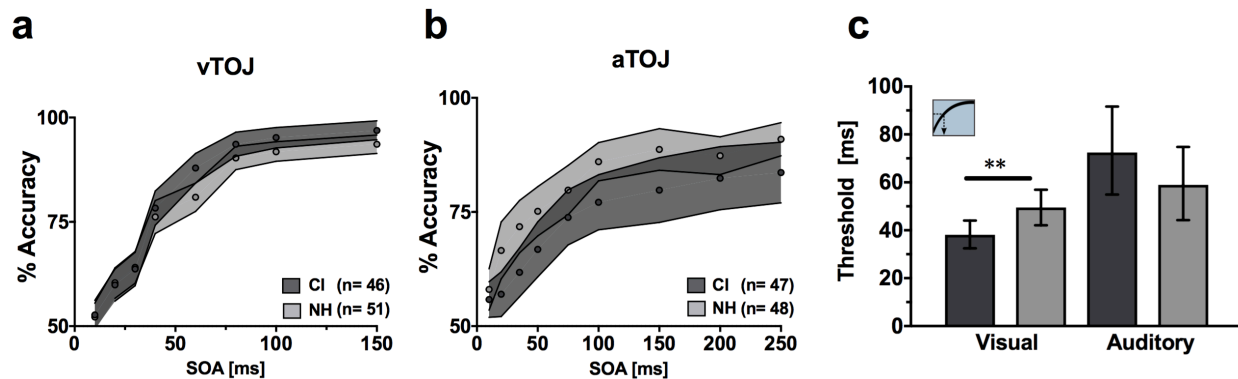 a
vTOJ
% Accuracy
100
75
50
0
50
100
150
SOA [ms]
CI (n= 46)
NH (n= 51)
b
aTOJ
% Accuracy
100
75
50
0
50
100
150
200
250
SOA [ms]
CI (n= 47)
NH (n= 48)
c
Threshold [ms]
100
80
60
40
20
0
**
Visual
Auditory